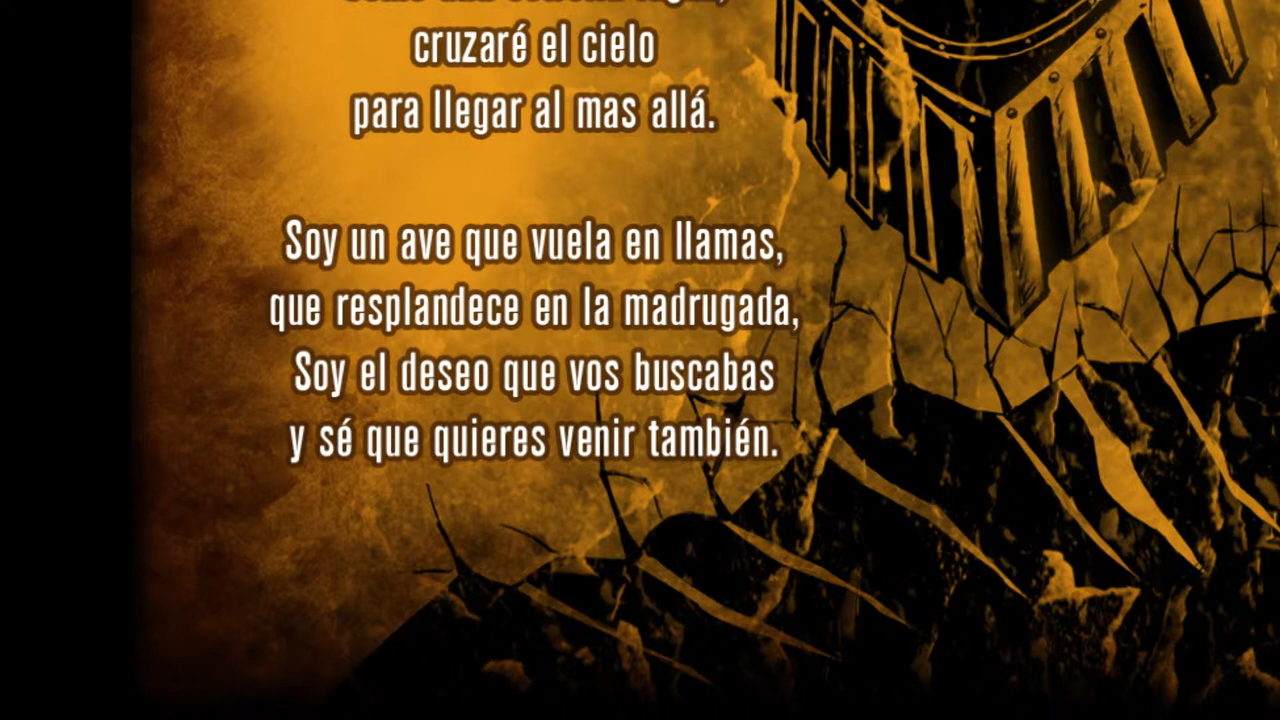 cruzaré el cielo
para llegar al mas allá.
Soy un ave que vuela en llamas,
que resplandece en la madrugada,
Soy el deseo que vos buscabas
y sé que quieres venir también.